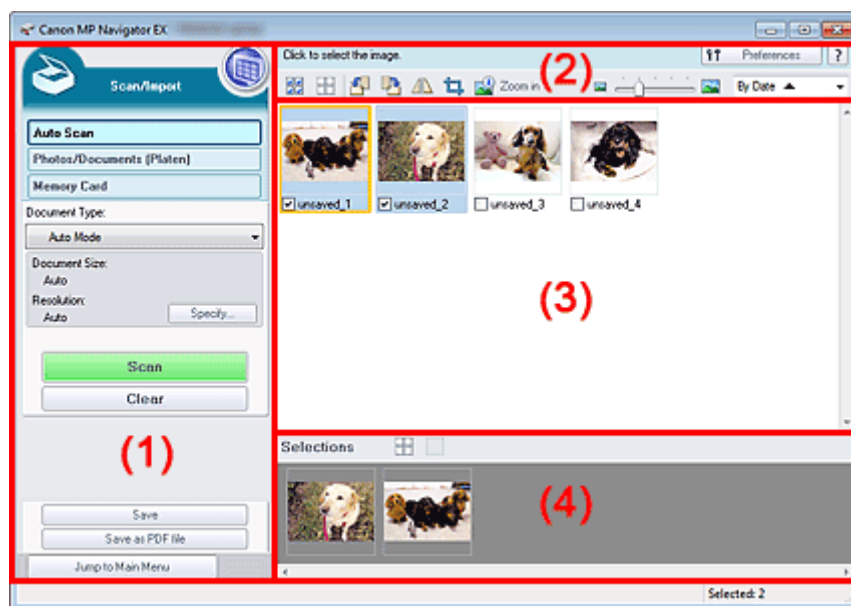 Canon MP Navigator EX
Click to select the image.
Preferences
?
Scan/Import
Zoom in
(2)
By Date
Auto Scan
Photos/Documents (Platen)
Memory Card
unsaved_1
unsaved_2
unsaved_3
unsaved_4
Document Type:
Auto Mode
Document Size:
Auto
Resolution:
Auto
Specify...
(3)
Scan
Clear
(1)
Selections
(4)
Save
Save as PDF file
Jump to Main Menu
Selected: 2